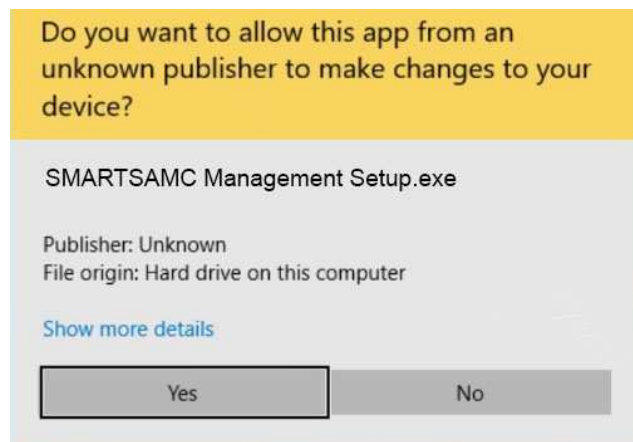 Do you want to allow this app from an
unknown publisher to make changes to your
device?
SMARTSAMC Management Setup.exe
Publisher: Unknown
File origin: Hard drive on this computer
Show more details
Yes
No